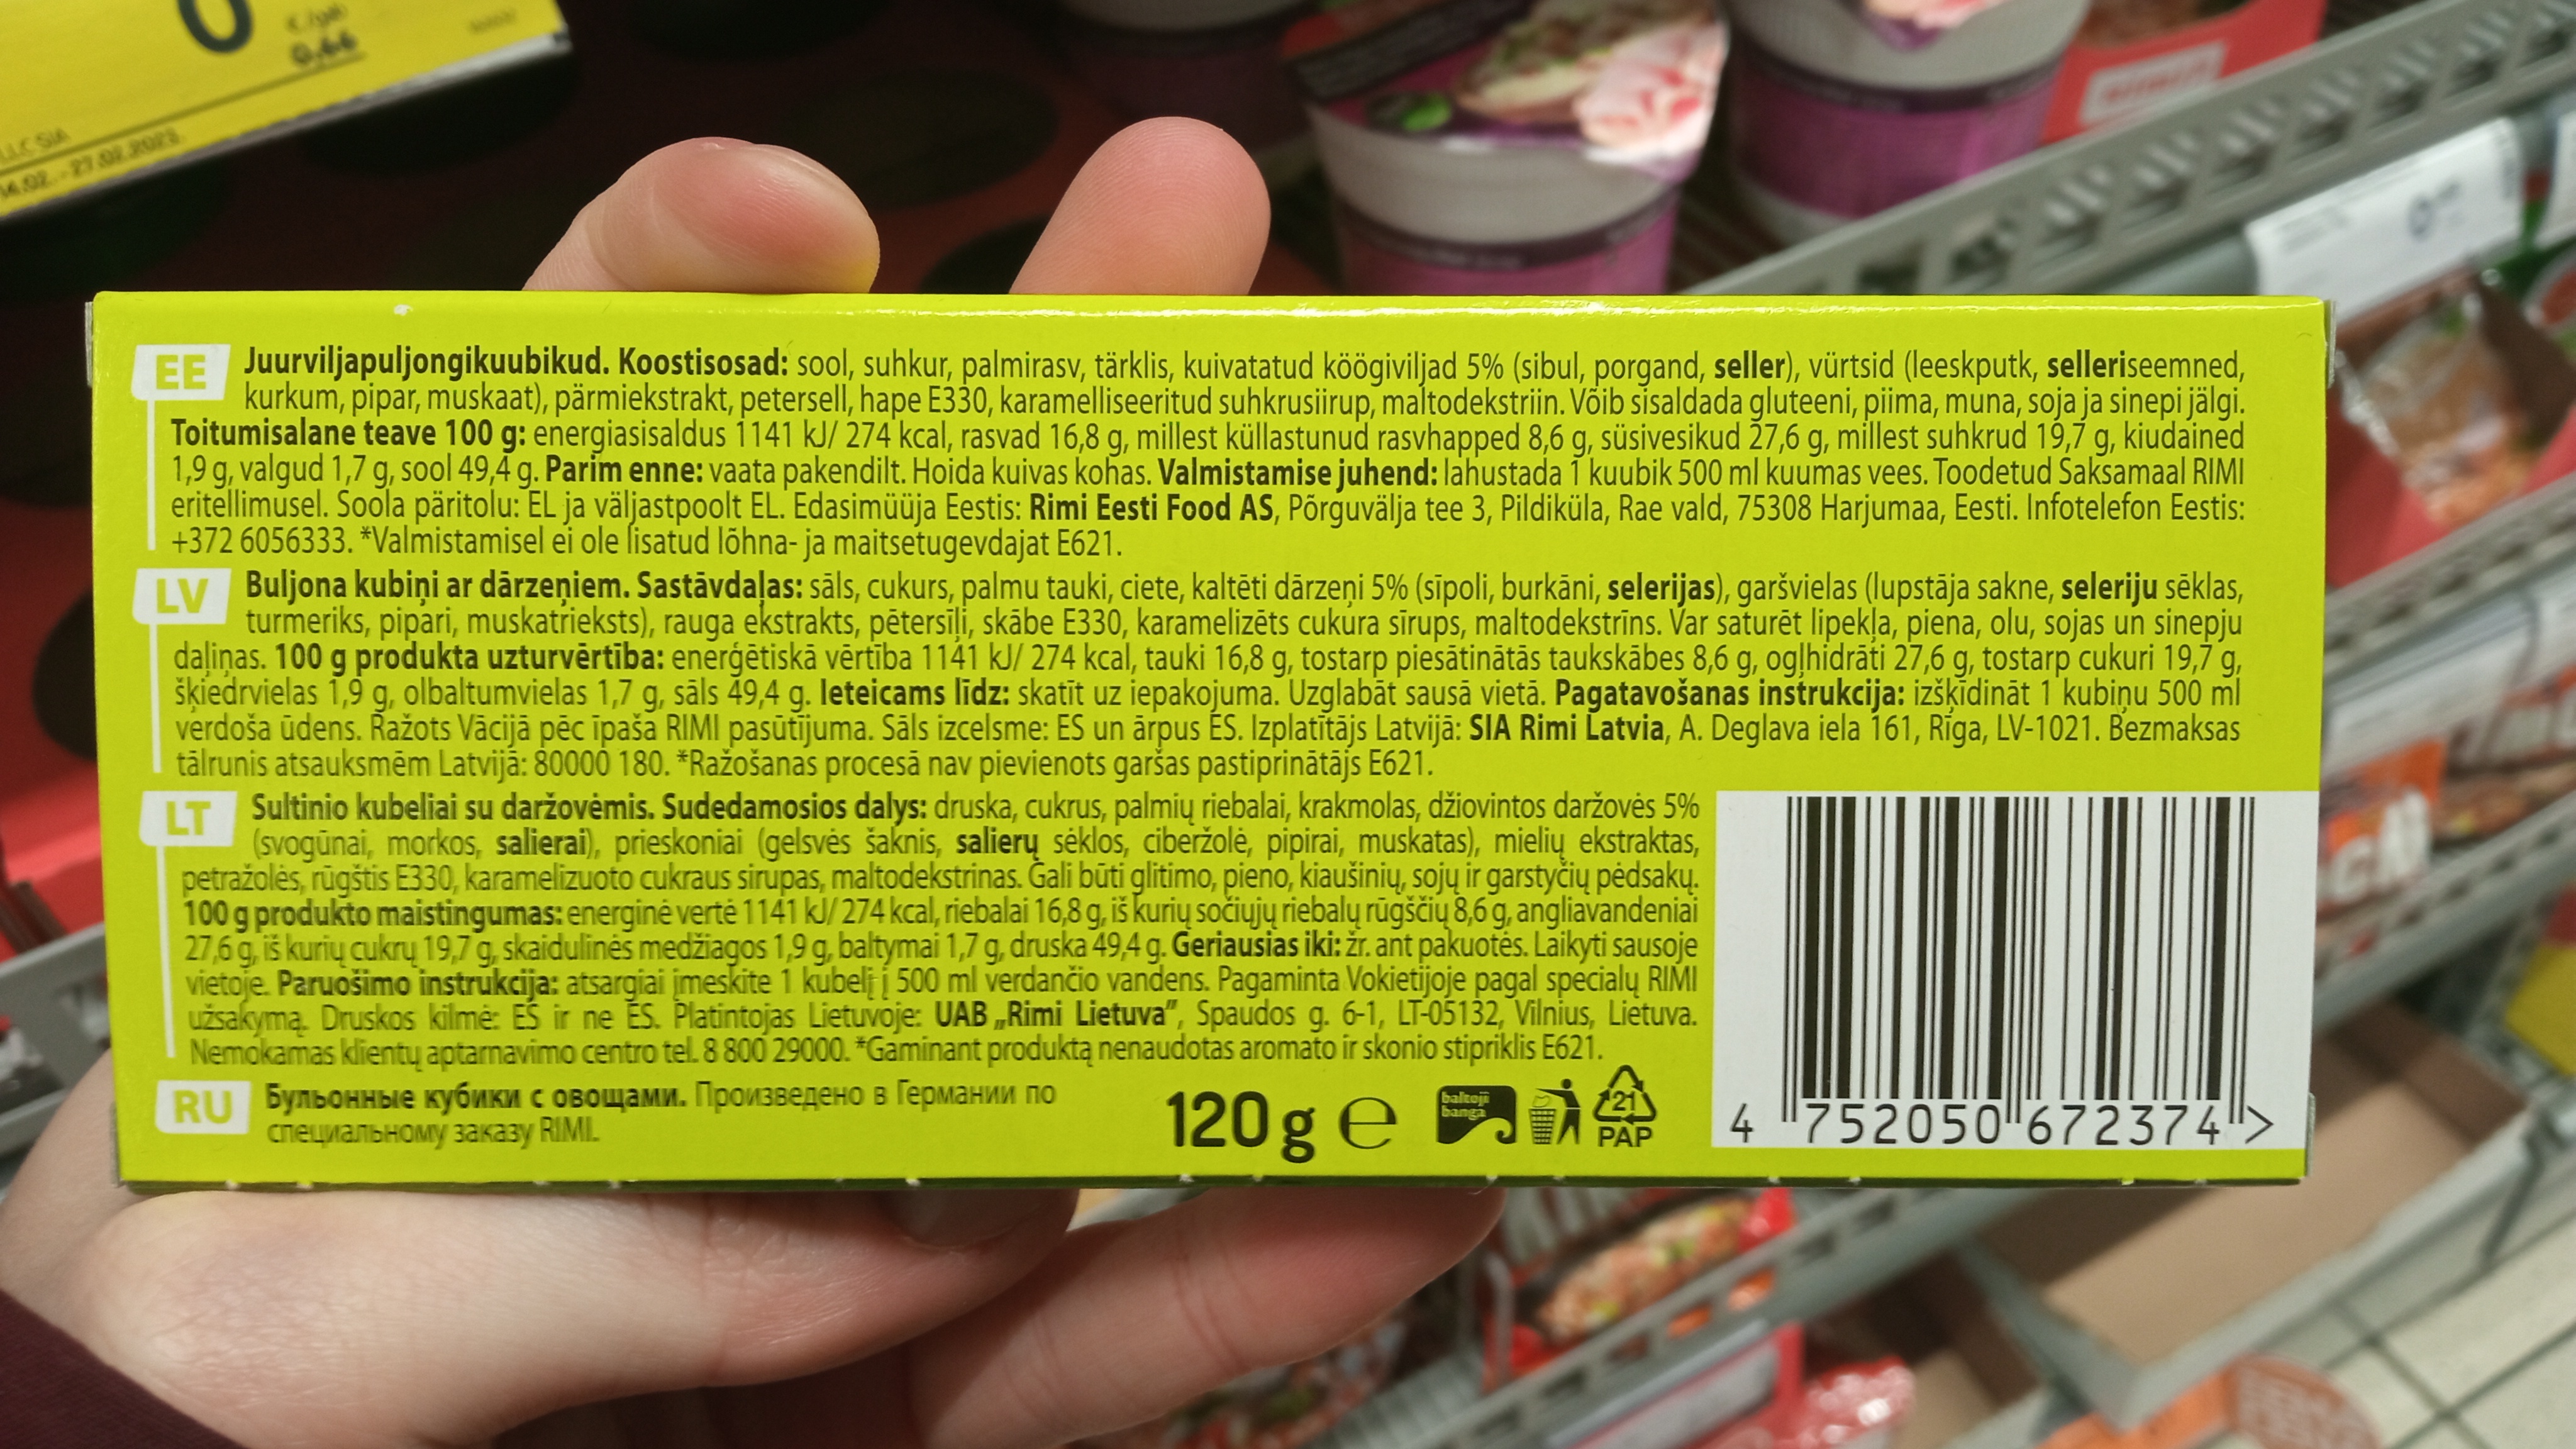 0
€/gab
0,66
LLC SIA
14.02. - 27.02.2023.
EE
Juurviljapuljongikuubikud. Koostisosad: sool, suhkur, palmirasv, tärklis, kuivatatud köögiviljad 5% (sibul, porgand, seller), vürtsid (leeskputk, selleriseemned,
kurkum, pipar, muskaat), pärmiekstrakt, petersell, hape E330, karamelliseeritud suhkrusiirup, maltodekstriin. Võib sisaldada gluteeni, piima, muna, soja ja sinepi jälgi.
Toitumisalane teave 100 g: energiasisaldus 1141 kJ/ 274 kcal, rasvad 16,8 g, millest küllastunud rasvhapped 8,6 g, süsivesikud 27,6 g, millest suhkrud 19,7 g, kiudained
1,9 g, valgud 1,7 g, sool 49,4 g. Parim enne: vaata pakendilt. Hoida kuivas kohas. Valmistamise juhend: lahustada 1 kuubik 500 ml kuumas vees. Toodetud Saksamaal RIMI
eritellimusel. Soola päritolu: EL ja väljastpoolt EL. Edasimüüja Eestis: Rimi Eesti Food AS, Põrguvälja tee 3, Pildiküla, Rae vald, 75308 Harjumaa, Eesti. Infotelefon Eestis:
+372 6056333. *Valmistamisel ei ole lisatud lõhna- ja maitsetugevdajat E621.
LV
Buljona kubiņi ar dārzeņiem. Sastāvdaļas: sāls, cukurs, palmu tauki, ciete, kaltēti dārzeņi 5% (sīpoli, burkāni, selerijas), garšvielas (lupstāja sakne, seleriju sēklas,
turmeriks, pipari, muskatrieksts), rauga ekstrakts, pētersīļi, skābe E330, karamelizēts cukura sīrups, maltodekstrīns. Var saturēt lipekļa, piena, olu, sojas un sinepju
daļiņas. 100 g produkta uzturvērtība: enerģētiskā vērtība 1141 kJ/ 274 kcal, tauki 16,8 g, tostarp piesātinātās taukskābes 8,6 g, ogļhidrāti 27,6 g, tostarp cukuri 19,7 g,
šķiedrvielas 1,9 g, olbaltumvielas 1,7 g, sāls 49,4 g. Ieteicams līdz: skatīt uz iepakojuma. Uzglabāt sausā vietā. Pagatavošanas instrukcija: izšķīdināt 1 kubiņu 500 ml
verdoša ūdens. Ražots Vācijā pēc īpaša RIMI pasūtījuma. Sāls izcelsme: ES un ārpus ES. Izplatītājs Latvijā: SIA Rimi Latvia, A. Deglava iela 161, Rīga, LV-1021. Bezmaksas
tālrunis atsauksmēm Latvijā: 80000 180. *Ražošanas procesā nav pievienots garšas pastiprinātājs E621.
LT
Sultinio kubeliai su daržovėmis. Sudedamosios dalys: druska, cukrus, palmių riebalai, krakmolas, džiovintos daržovės 5%
(svogūnai, morkos, salierai), prieskoniai (gelsvės šaknis, salierų sėklos, ciberžolė, pipirai, muskatas), mielių ekstraktas,
petražolės, rūgštis E330, karamelizuoto cukraus sirupas, maltodekstrinas. Gali būti glitimo, pieno, kiaušinių, sojų ir garstyčių pėdsakų.
100 g produkto maistingumas: energinė vertė 1141 kJ/ 274 kcal, riebalai 16,8 g, iš kurių sočiųjų riebalų rūgščių 8,6 g, angliavandeniai
27,6 g, iš kurių cukrų 19,7 g, skaidulinės medžiagos 1,9 g, baltymai 1,7 g, druska 49,4 g. Geriausias iki: žr. ant pakuotės. Laikyti sausoje
vietoje. Paruošimo instrukcija: atsargiai įmeskite 1 kubelį į 500 ml verdančio vandens. Pagaminta Vokietijoje pagal specialų RIMI
užsakymą. Druskos kilmė: ES ir ne ES. Platintojas Lietuvoje: UAB „Rimi Lietuva”, Spaudos g. 6-1, LT-05132, Vilnius, Lietuva.
Nemokamas klientų aptarnavimo centro tel. 8 800 29000. *Gaminant produktą nenaudotas aromato ir skonio stipriklis E621.
RU
Бульонные кубики с овощами. Произведено в Германии по
специальному заказу RIMI.
120 g ℮
baltoji
banga
21
PAP
4 752050 672374 >